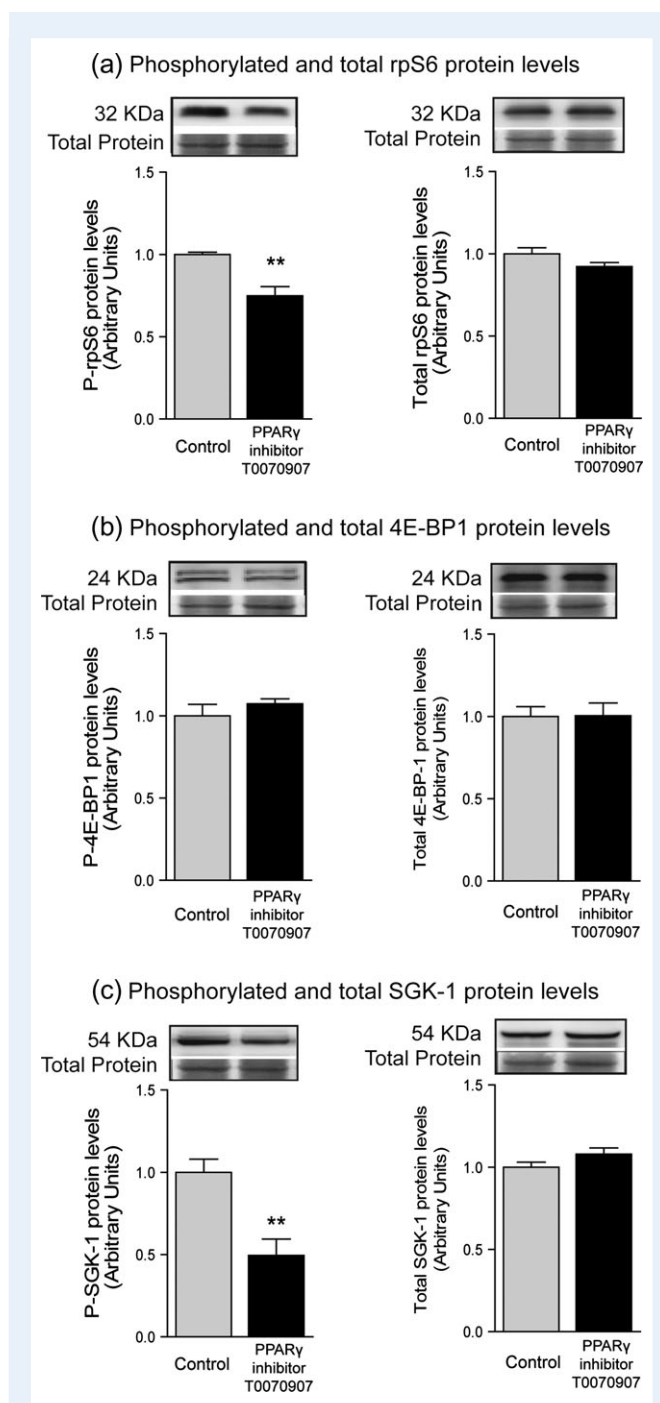 (a) Phosphorylated and total rpS6 protein levels
32 KDa
Total Protein
P-rpS6 protein levels
(Arbitrary Units)
1.5
1.0
0.5
0.0
**
Control
PPARγ
inhibitor
T0070907
32 KDa
Total Protein
Total rpS6 protein levels
(Arbitrary Units)
1.5
1.0
0.5
0.0
Control
PPARγ
inhibitor
T0070907
(b) Phosphorylated and total 4E-BP1 protein levels
24 KDa
Total Protein
P-4E-BP1 protein levels
(Arbitrary Units)
1.5
1.0
0.5
0.0
Control
PPARγ
inhibitor
T0070907
24 KDa
Total Protein
Total 4E-BP-1 protein levels
(Arbitrary Units)
1.5
1.0
0.5
0.0
Control
PPARγ
inhibitor
T0070907
(c) Phosphorylated and total SGK-1 protein levels
54 KDa
Total Protein
P-SGK-1 protein levels
(Arbitrary Units)
1.5
1.0
0.5
0.0
**
Control
PPARγ
inhibitor
T0070907
54 KDa
Total Protein
Total SGK-1 protein levels
(Arbitrary Units)
1.5
1.0
0.5
0.0
Control
PPARγ
inhibitor
T0070907